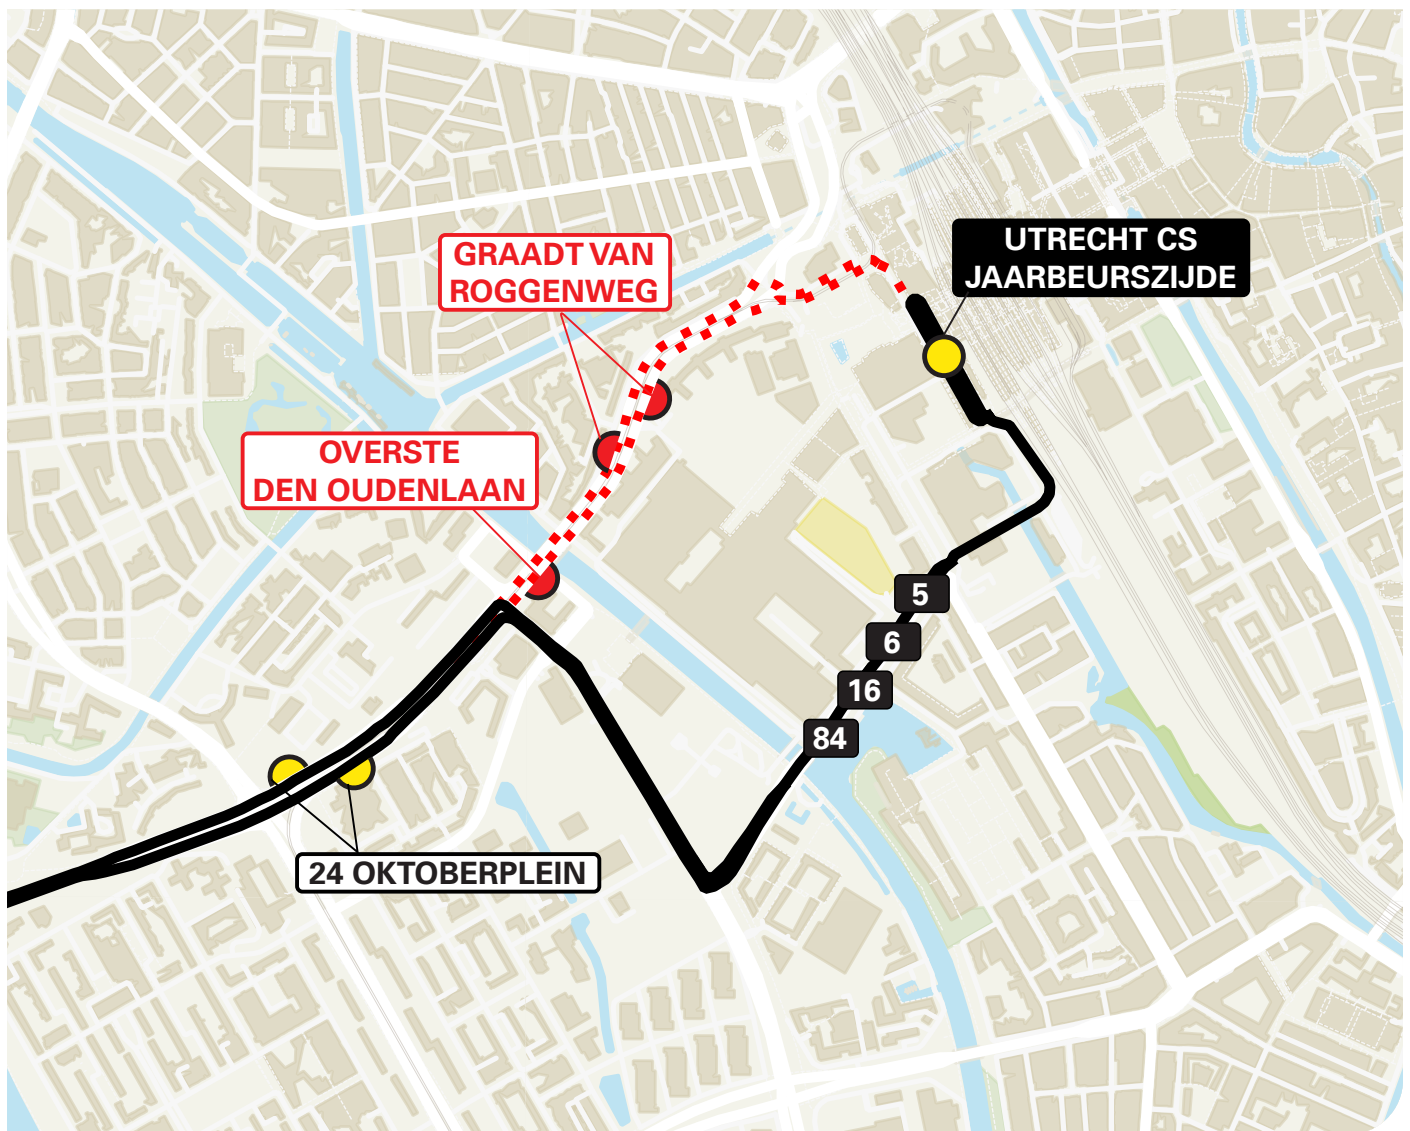 UTRECHT CS
JAARBEURSZIJDE
GRAADT VAN
ROGGENWEG
OVERSTE
DEN OUDENLAAN
5
6
16
84
24 OKTOBERPLEIN